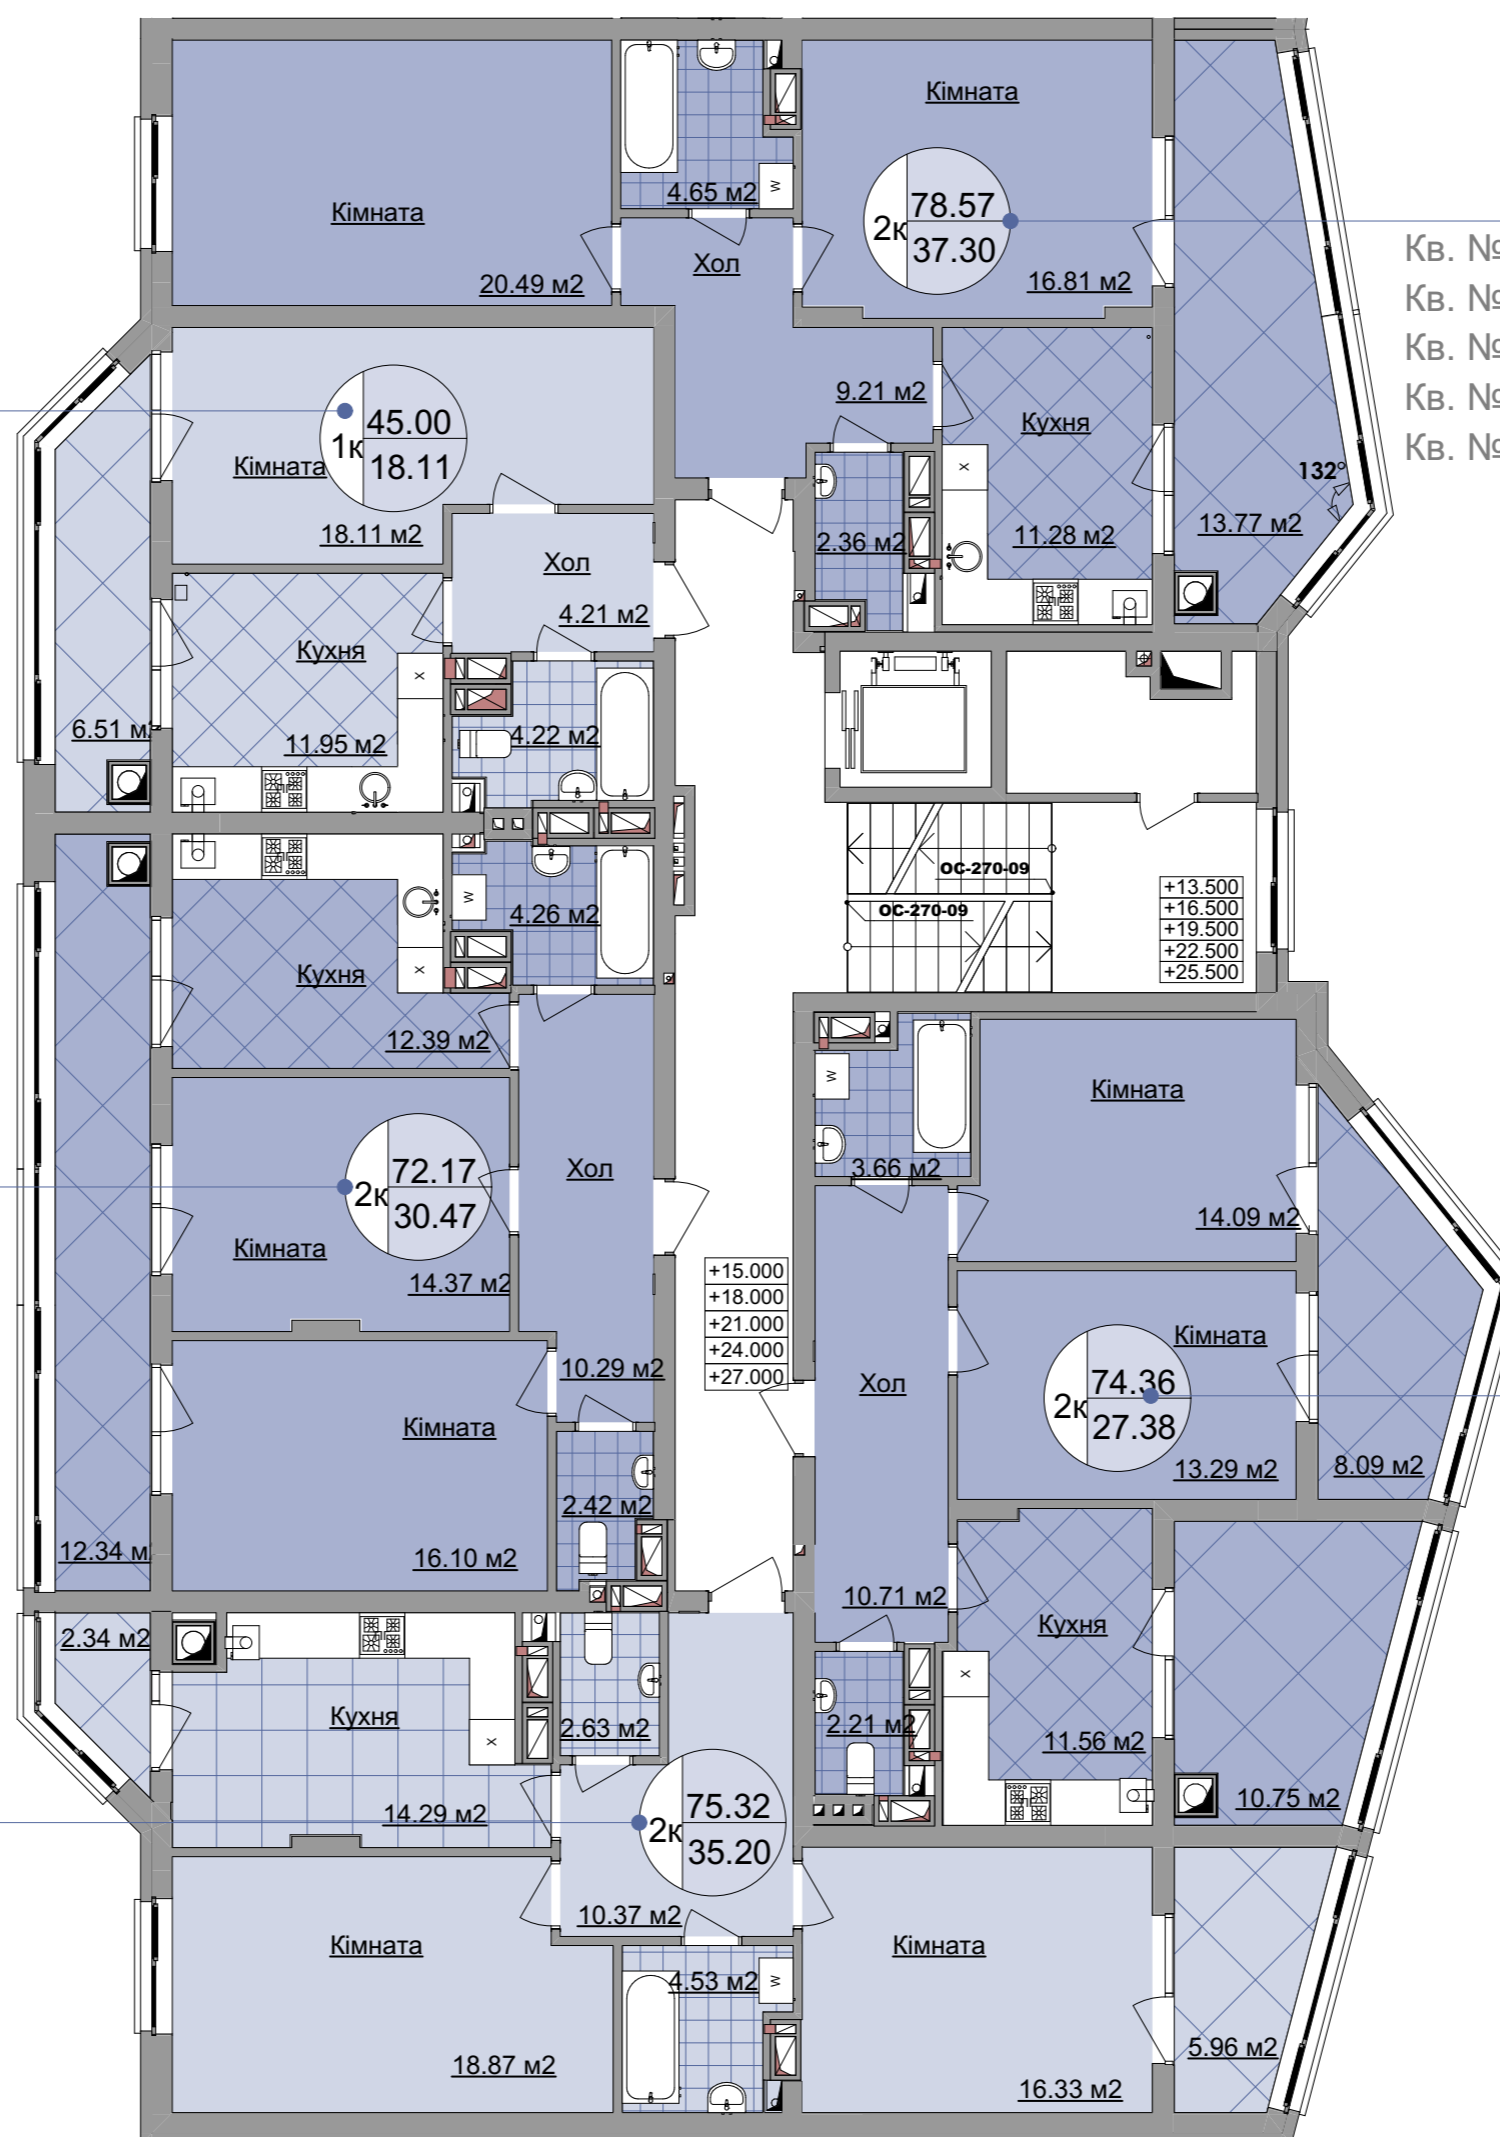 Кімната
20.49 м2
4.65 м2
W
Кімната
2к
78.57
37.30
16.81 м2
Хол
9.21 м2
Кв. №
Кв. №
Кв. №
Кв. №
Кв. №
1к
45.00
18.11
Кімната
18.11 м2
Хол
4.21 м2
Кухня
X
11.28 м2
2.36 м2
132°
13.77 м2
Кухня
X
11.95 м2
6.51 м
4.22 м2
ОС-270-09
ОС-270-09
+13.500
+16.500
+19.500
+22.500
+25.500
W
4.26 м2
Кухня
X
12.39 м2
2к
72.17
30.47
Кімната
14.37 м2
Хол
10.29 м2
W
3.66 м2
Кімната
14.09 м2
+15.000
+18.000
+21.000
+24.000
+27.000
Хол
10.71 м2
Кімната
2к
74.36
27.38
13.29 м2
8.09 м2
Кімната
16.10 м2
12.34 м
2.42 м2
2.34 м2
Кухня
X
14.29 м2
2.63 м2
2.21 м2
Кухня
X
11.56 м2
10.75 м2
2к
75.32
35.20
10.37 м2
Кімната
18.87 м2
4.53 м2
W
Кімната
16.33 м2
5.96 м2